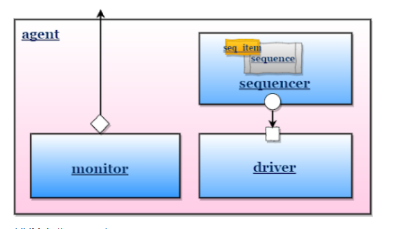 agent
seq_item
sequence
sequencer
monitor
driver